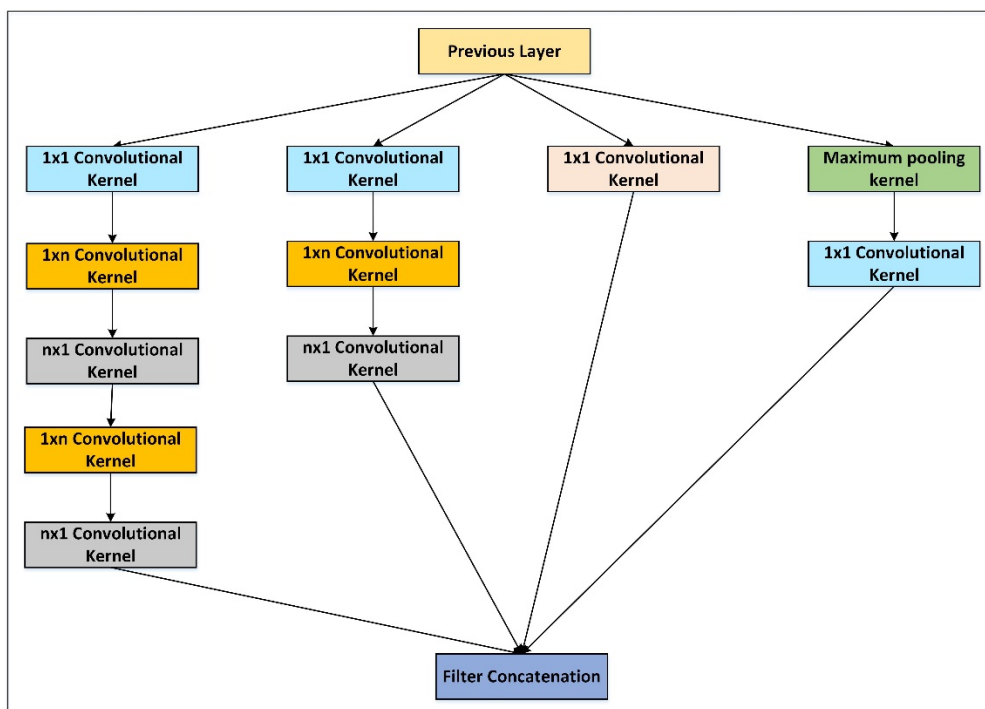 Previous Layer
1x1 Convolutional
Kernel
1x1 Convolutional
Kernel
1x1 Convolutional
Kernel
Maximum pooling
kernel
1xn Convolutional
Kernel
1xn Convolutional
Kernel
1x1 Convolutional
Kernel
nx1 Convolutional
Kernel
nx1 Convolutional
Kernel
1xn Convolutional
Kernel
nx1 Convolutional
Kernel
Filter Concatenation